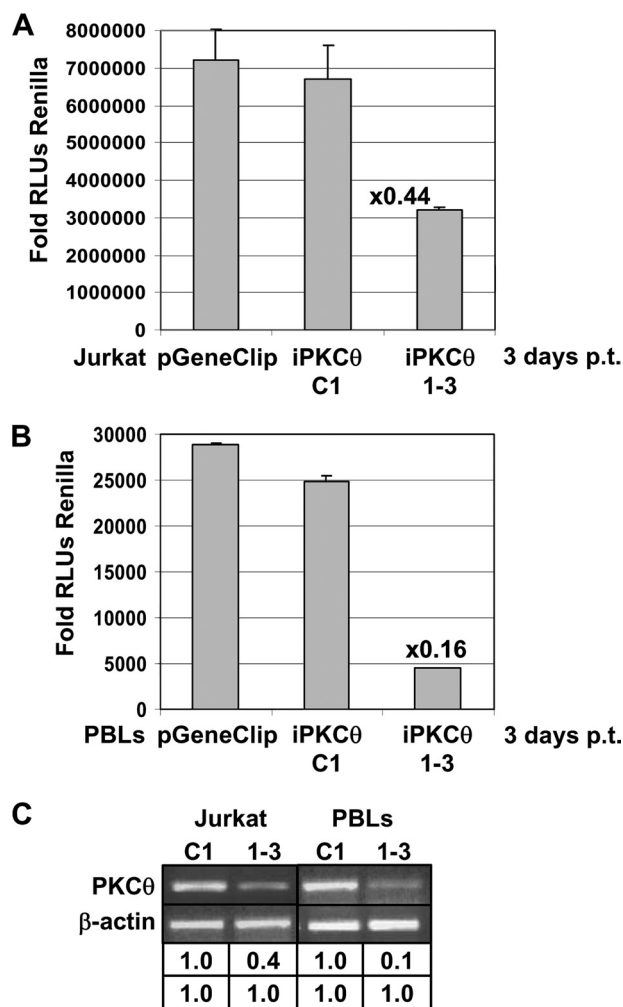 A
Fold RLUs Renilla
8000000
7000000
6000000
5000000
4000000
3000000
2000000
1000000
0
x0.44
Jurkat pGeneClip iPKCθ iPKCθ 3 days p.t.
C1 1-3
B
Fold RLUs Renilla
30000
25000
20000
15000
10000
5000
0
x0.16
PBLs pGeneClip iPKCθ iPKCθ 3 days p.t.
C1 1-3
C
Jurkat PBLs
C1 1-3 C1 1-3
PKCθ
β-actin
1.0 0.4 1.0 0.1
1.0 1.0 1.0 1.0